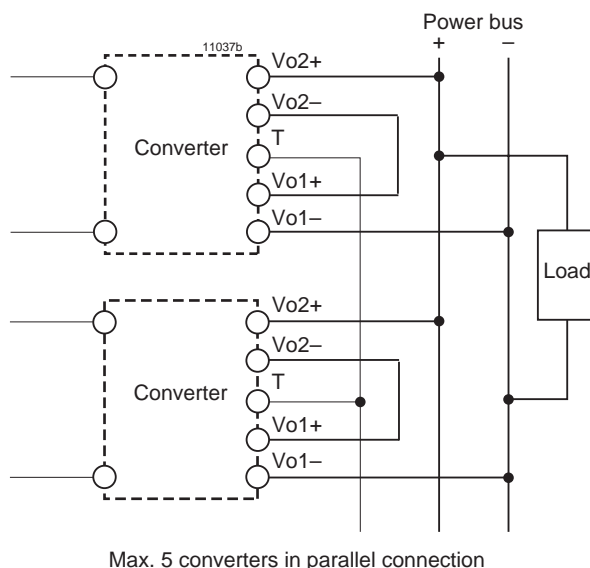 Power bus
+ –
11037b
Vo2+
Vo2–
T
Converter
Vo1+
Vo1–
Load
Vo2+
Vo2–
T
Converter
Vo1+
Vo1–
Max. 5 converters in parallel connection